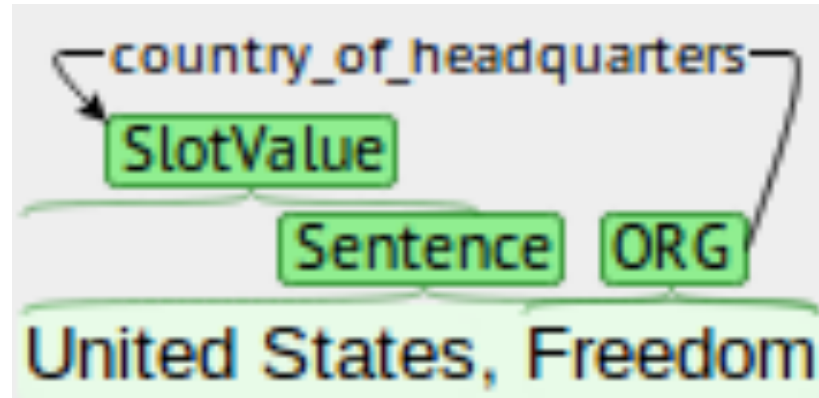 country_of_headquarters
SlotValue
Sentence ORG
United States, Freedom